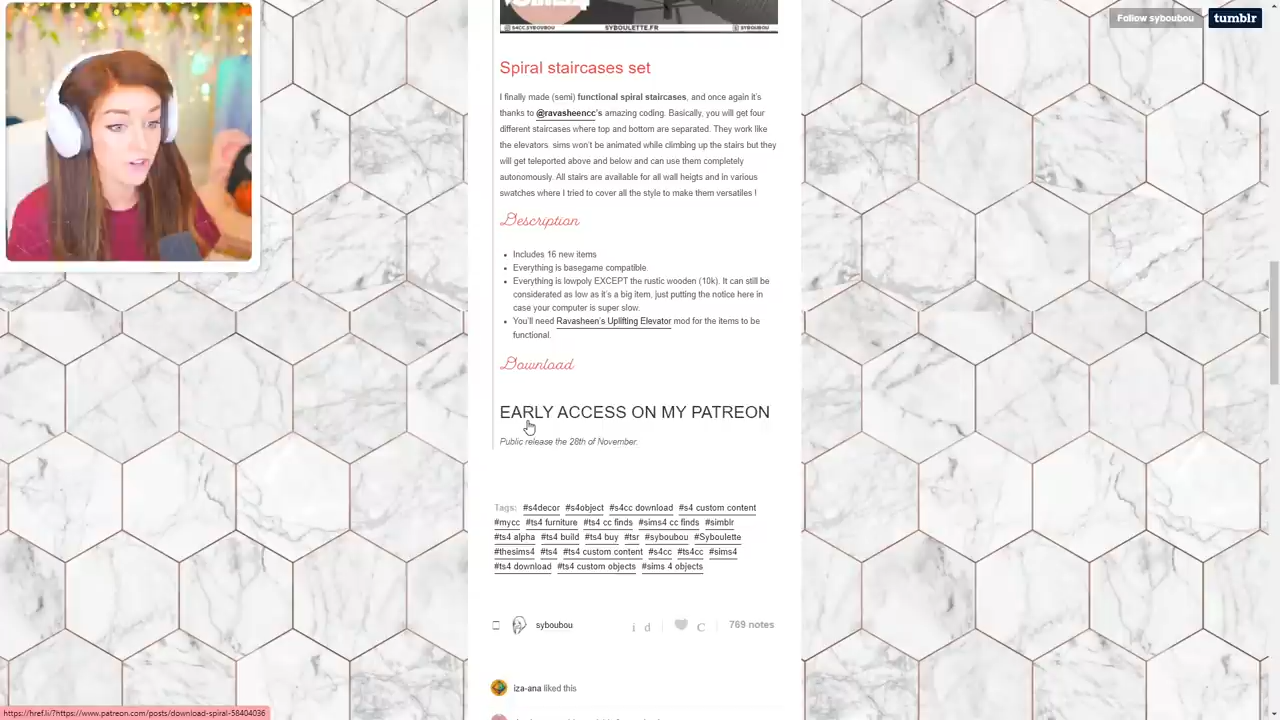 Follow syboubou
tumblr
SYBOULETTE.FR
SYBOUBOU
Spiral staircases set
I finally made (semi) functional spiral staircases, and once again it's
thanks to @ravasheencc's amazing coding. Basically, you will get four
different staircases where top and bottom are separated. They work like
the elevators: sims won't be animated while climbing up the stairs but they
will get teleported above and below and can use them completely
autonomously. All stairs are available for all wall heigts and in various
swatches where I tried to cover all the style to make them versatiles !
Description
Includes 16 new items
Everything is basegame compatible.
Everything is lowpoly EXCEPT the rustic wooden (10k). It can still be
considerated as low as it's a big item, just putting the notice here in
case your computer is super slow.
You'll need Ravasheen's Uplifting Elevator mod for the items to be
functional.
Download
EARLY ACCESS ON MY PATREON
Public release the 28th of November.
Tags: #s4decor #s4object #s4cc download #s4 custom content
#mycc #ts4 furniture #ts4 cc finds #sims4 cc finds #simblr
#ts4 alpha #ts4 build #ts4 buy #tsr #syboubou #Syboulette
#thesims4 #ts4 #ts4 custom content #s4cc #ts4cc #sims4
#ts4 download #ts4 custom objects #sims 4 objects
syboubou
i d
C
769 notes
iza-ana liked this
https://href.li/?https://www.patreon.com/posts/download-spiral-58404036